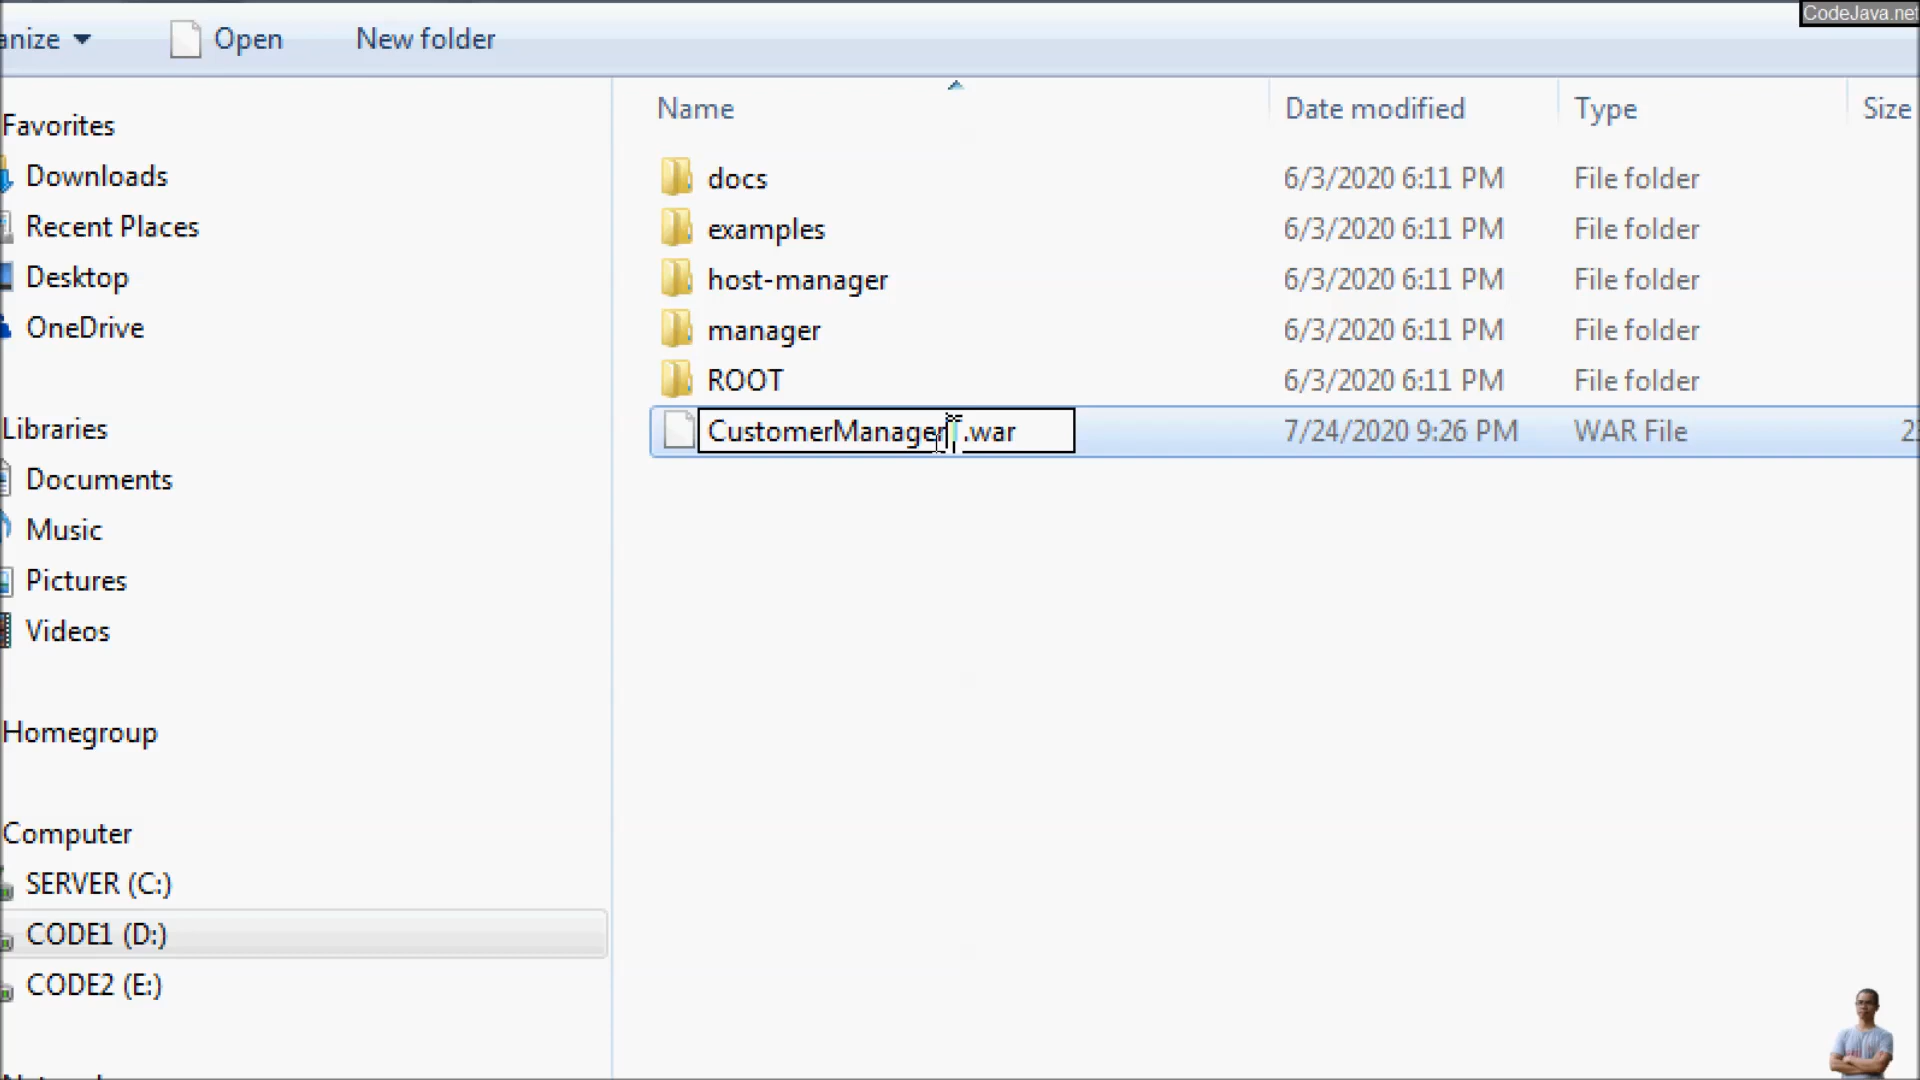 CodeJava.net
anize Open New folder
Name Date modified Type Size
Favorites
Downloads
Recent Places
Desktop
OneDrive
Libraries
Documents
Music
Pictures
Videos
Homegroup
Computer
SERVER (C:)
CODE1 (D:)
CODE2 (E:)
docs 6/3/2020 6:11 PM File folder
examples 6/3/2020 6:11 PM File folder
host-manager 6/3/2020 6:11 PM File folder
manager 6/3/2020 6:11 PM File folder
ROOT 6/3/2020 6:11 PM File folder
CustomerManager .war 7/24/2020 9:26 PM WAR File